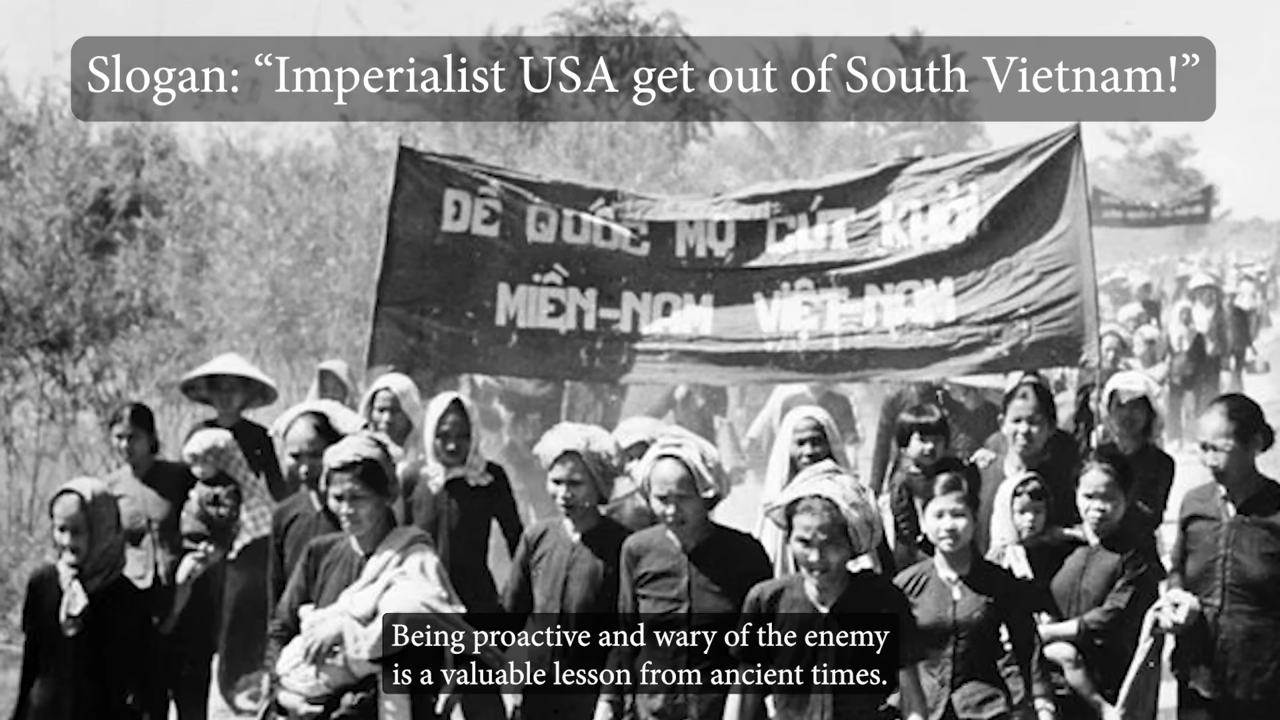 Slogan: “Imperialist USA get out of South Vietnam!”
ĐẾ QUỐC MỸ CÚT KHỎI
MIỀN-NAM VIỆT-NAM
Being proactive and wary of the enemy
is a valuable lesson from ancient times.